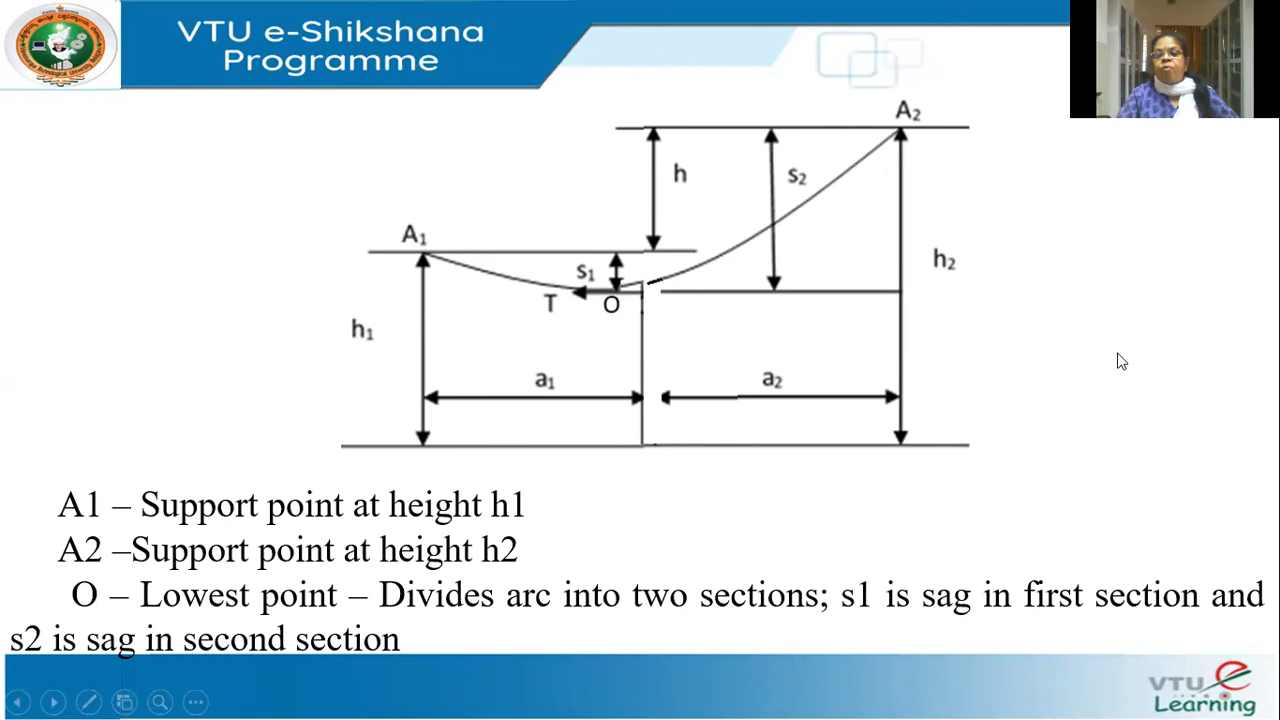 VTU e-Shikshana
Programme
A2
h
s2
A1
s1
h2
T
O
h1
a1
a2
A1 – Support point at height h1
A2 –Support point at height h2
O – Lowest point – Divides arc into two sections; s1 is sag in first section and
s2 is sag in second section
VTU e
Learning